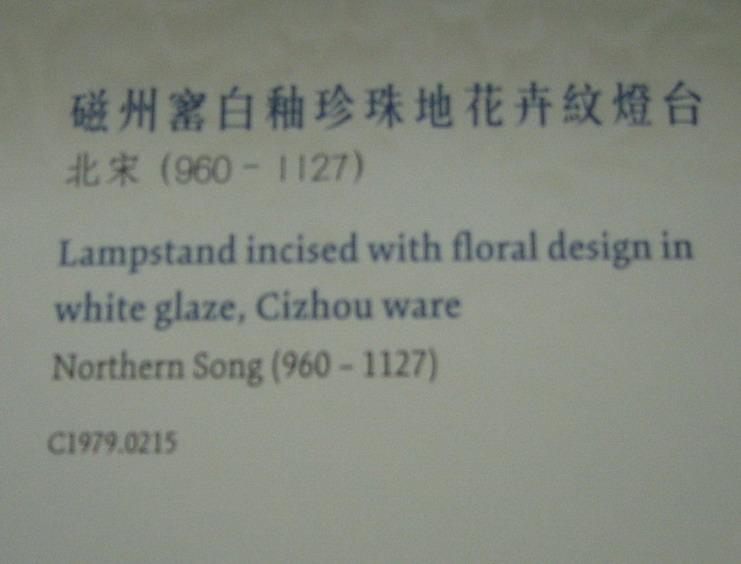 磁州窰白釉珍珠地花卉紋燈台
北宋 (960 - 1127)
Lampstand incised with floral design in
white glaze, Cizhou ware
Northern Song (960 – 1127)
C1979.0215